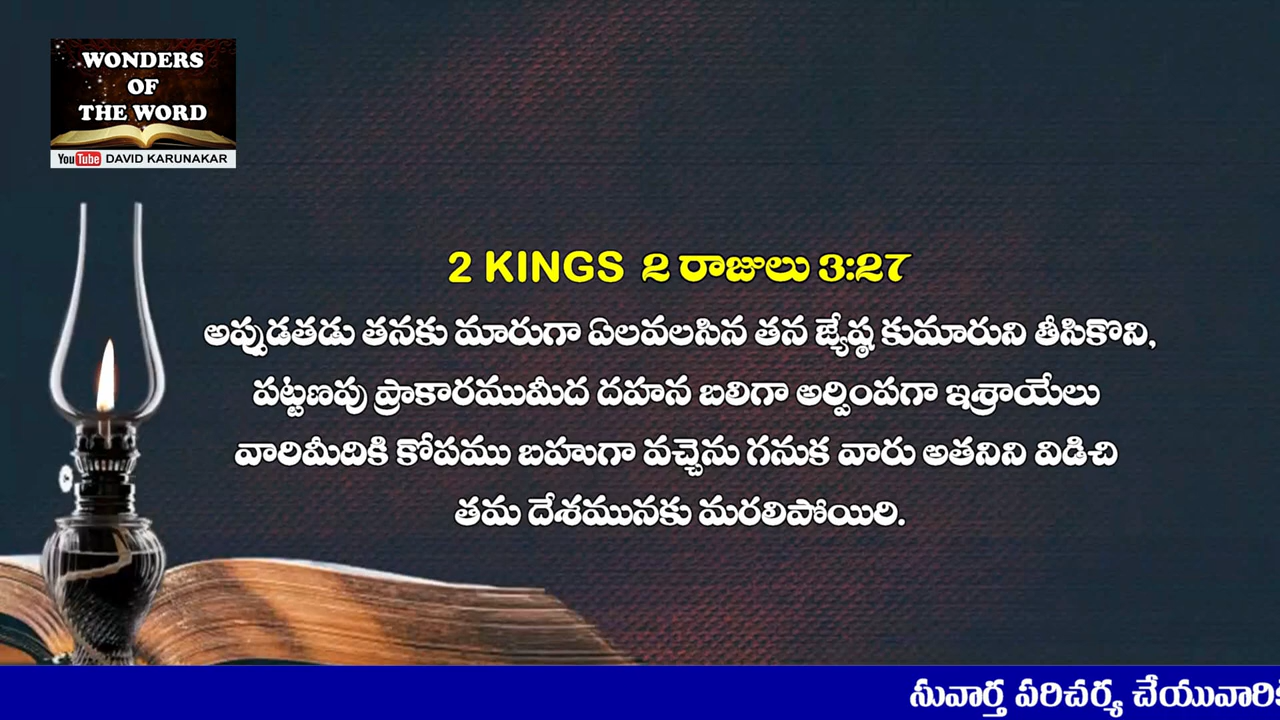 WONDERS
OF
THE WORD
YouTube DAVID KARUNAKAR
2 KINGS 2 రాజులు 3:27
అప్పుడతడు తనకు మారుగా ఏలవలసిన తన జ్యేష్ఠ కుమారుని తీసికొని,
పట్టణపు ప్రాకారముమీద దహన బలిగా అర్పింపగా ఇశ్రాయేలు
వారిమీదికి కోపము బహుగా వచ్చెను గనుక వారు అతనిని విడిచి
తమ దేశమునకు మరలిపోయిరి.
సువార్త పరిచర్య చేయువారికి